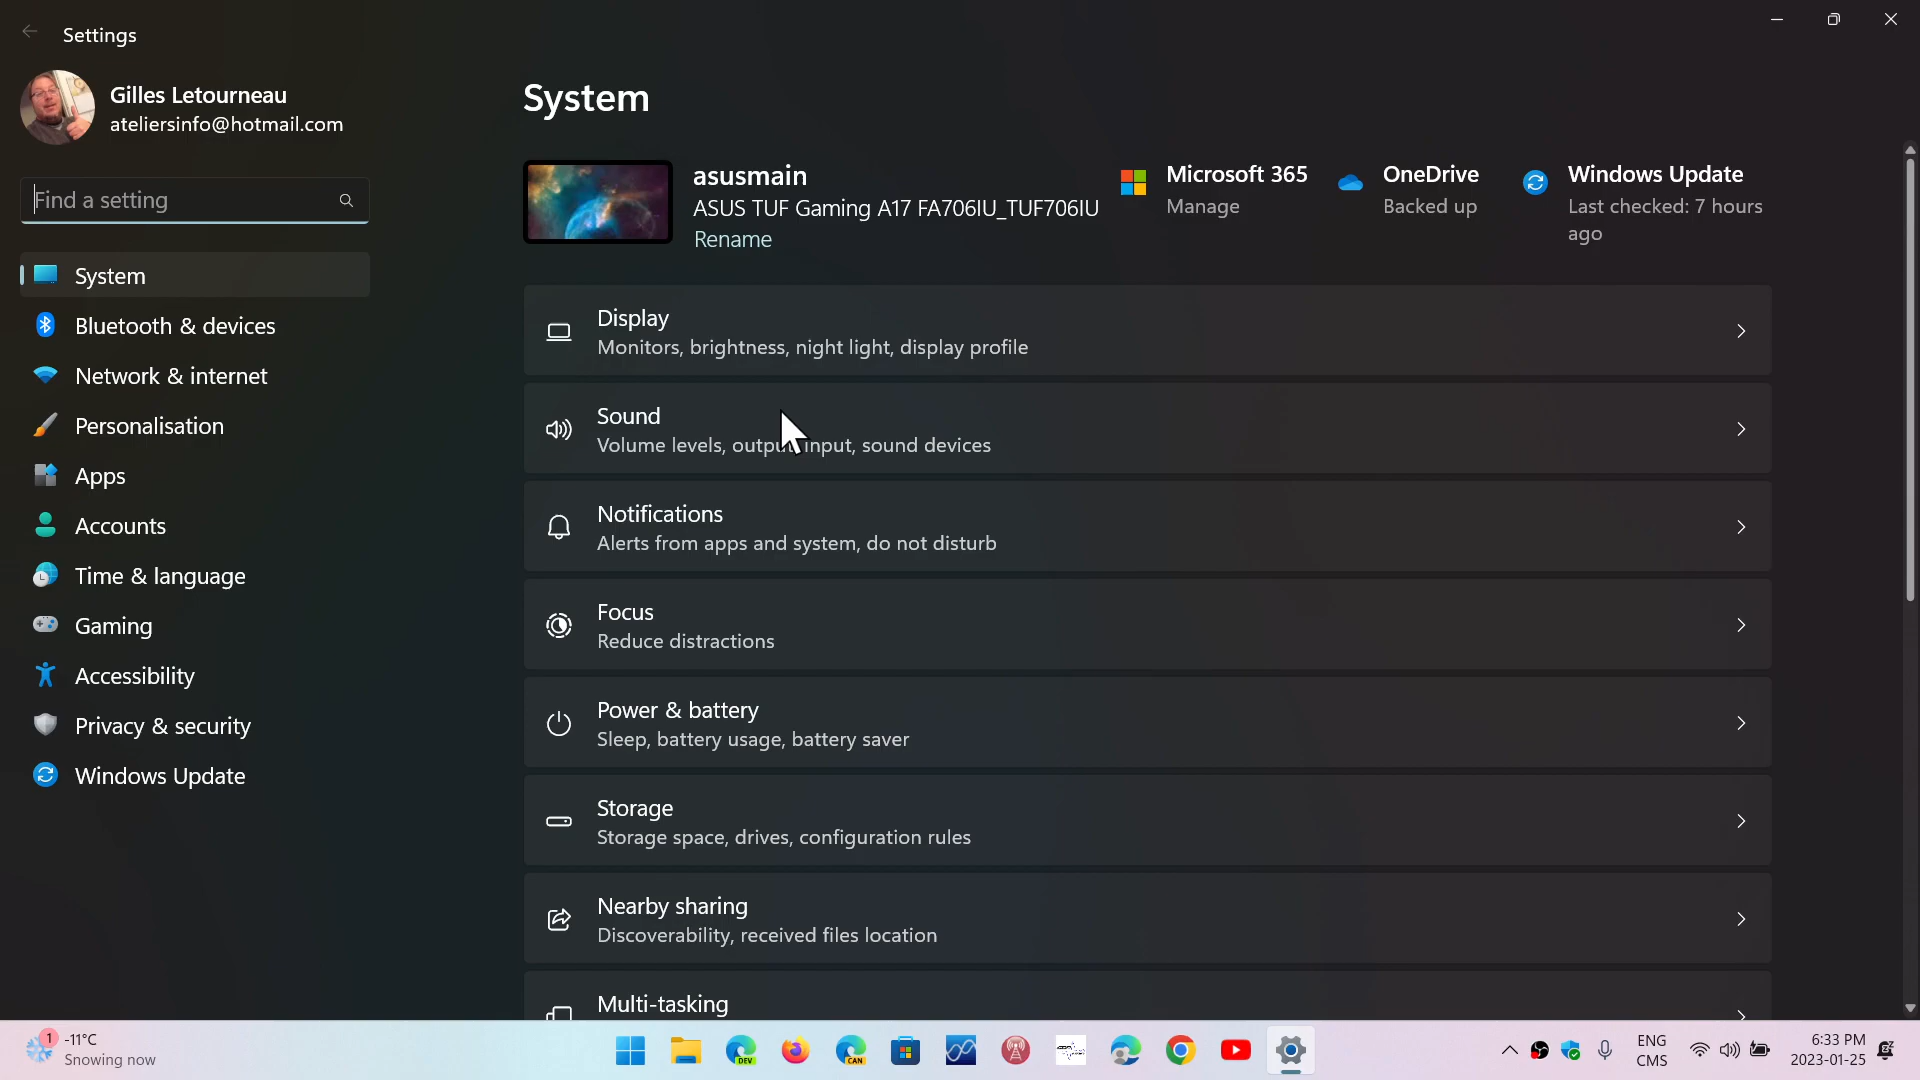 Settings
Gilles Letourneau
ateliersinfo@hotmail.com
Find a setting
System
Bluetooth & devices
Network & internet
Personalisation
Apps
Accounts
Time & language
Gaming
Accessibility
Privacy & security
Windows Update
System
asusmain
ASUS TUF Gaming A17 FA706IU_TUF706IU
Rename
Microsoft 365
Manage
OneDrive
Backed up
Windows Update
Last checked: 7 hours
ago
Display
Monitors, brightness, night light, display profile
Sound
Volume levels, output, input, sound devices
Notifications
Alerts from apps and system, do not disturb
Focus
Reduce distractions
Power & battery
Sleep, battery usage, battery saver
Storage
Storage space, drives, configuration rules
Nearby sharing
Discoverability, received files location
Multi-tasking
1
-11°C
Snowing now
DEV
CAN
ENG
CMS
6:33 PM
2023-01-25